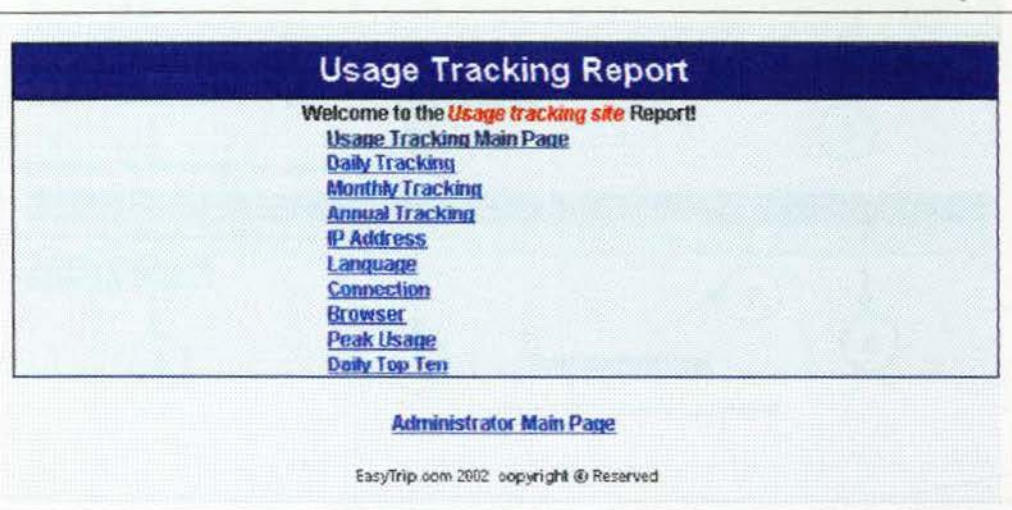 Usage Tracking Report
Welcome to the Usage tracking site Report!
Usage Tracking Main Page
Daily Tracking
Monthly Tracking
Annual Tracking
IP Address
Language
Connection
Browser
Peak Usage
Daily Top Ten
Administrator Main Page
EasyTrip.com 2002 copyright © Reserved